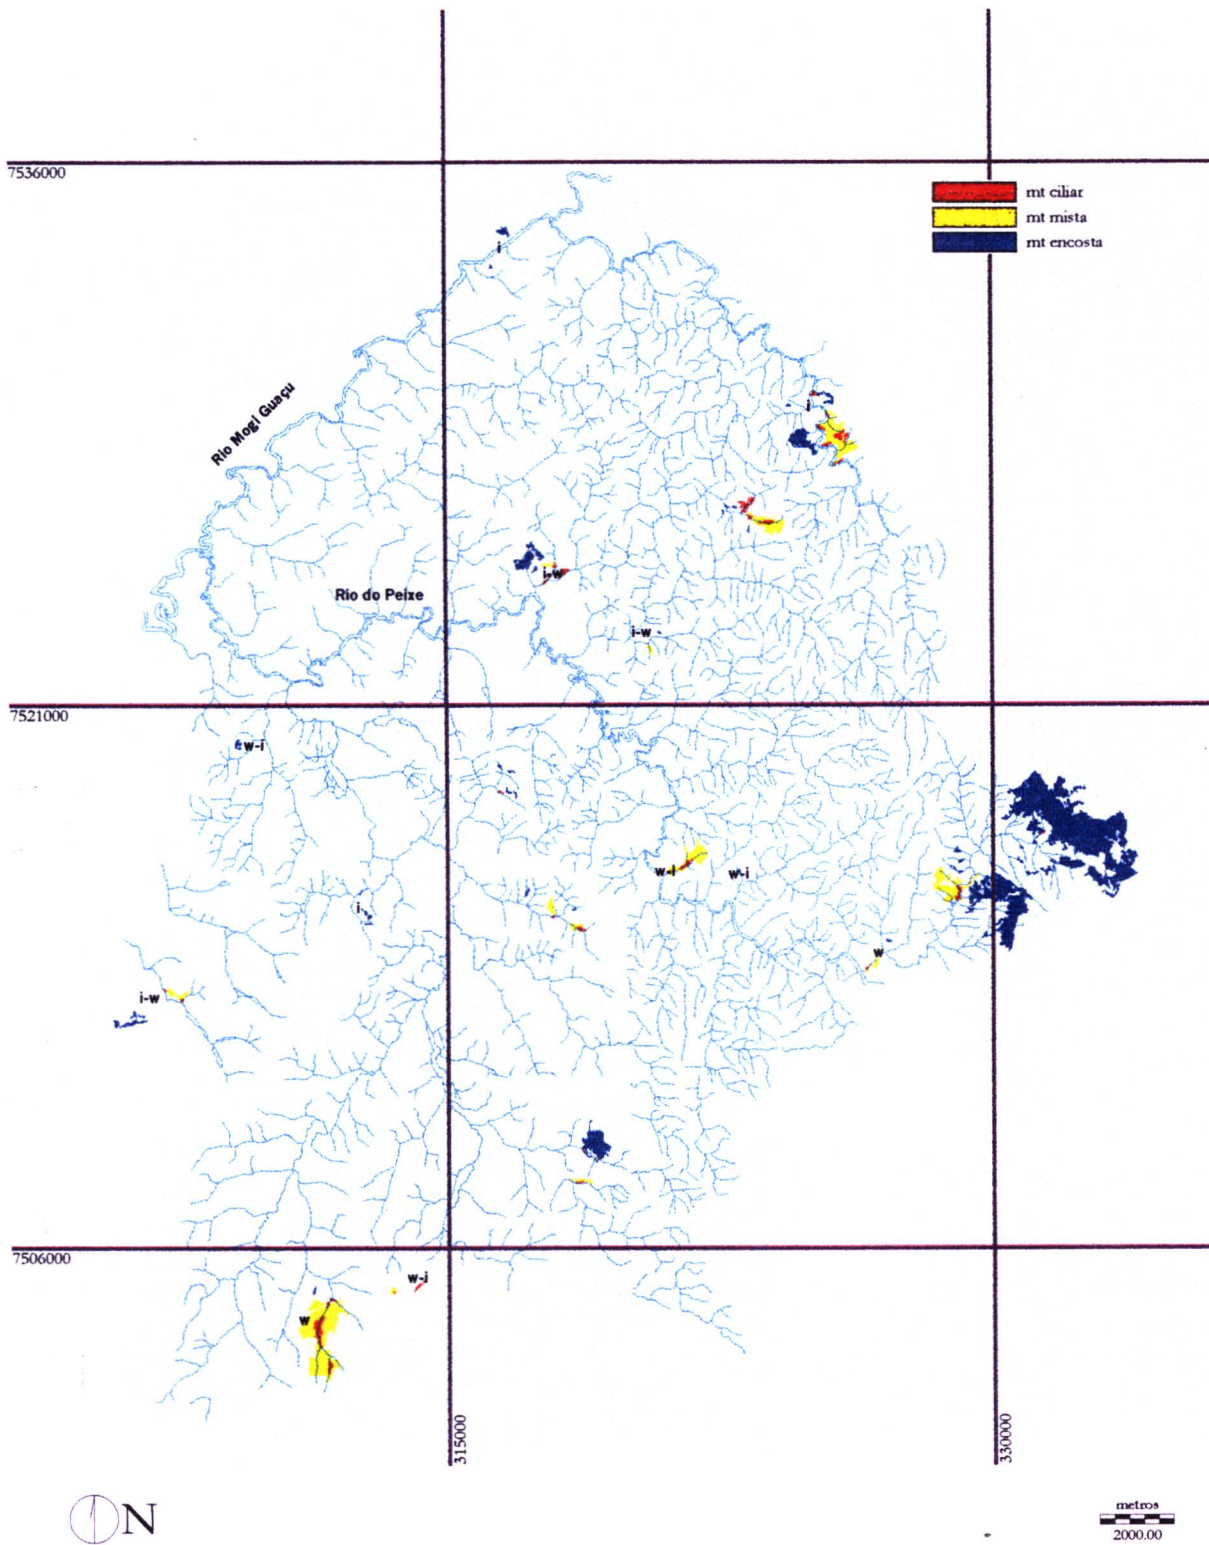 7536000
mt ciliar
mt mista
mt encosta
i
Rio Mogi Guaçu
i
i-w
Rio do Peixe
i-w
7521000
w-i
w-i
w-i
i
w
i-w
7506000
w-i
w
315000
330000
N
metros
2000.00